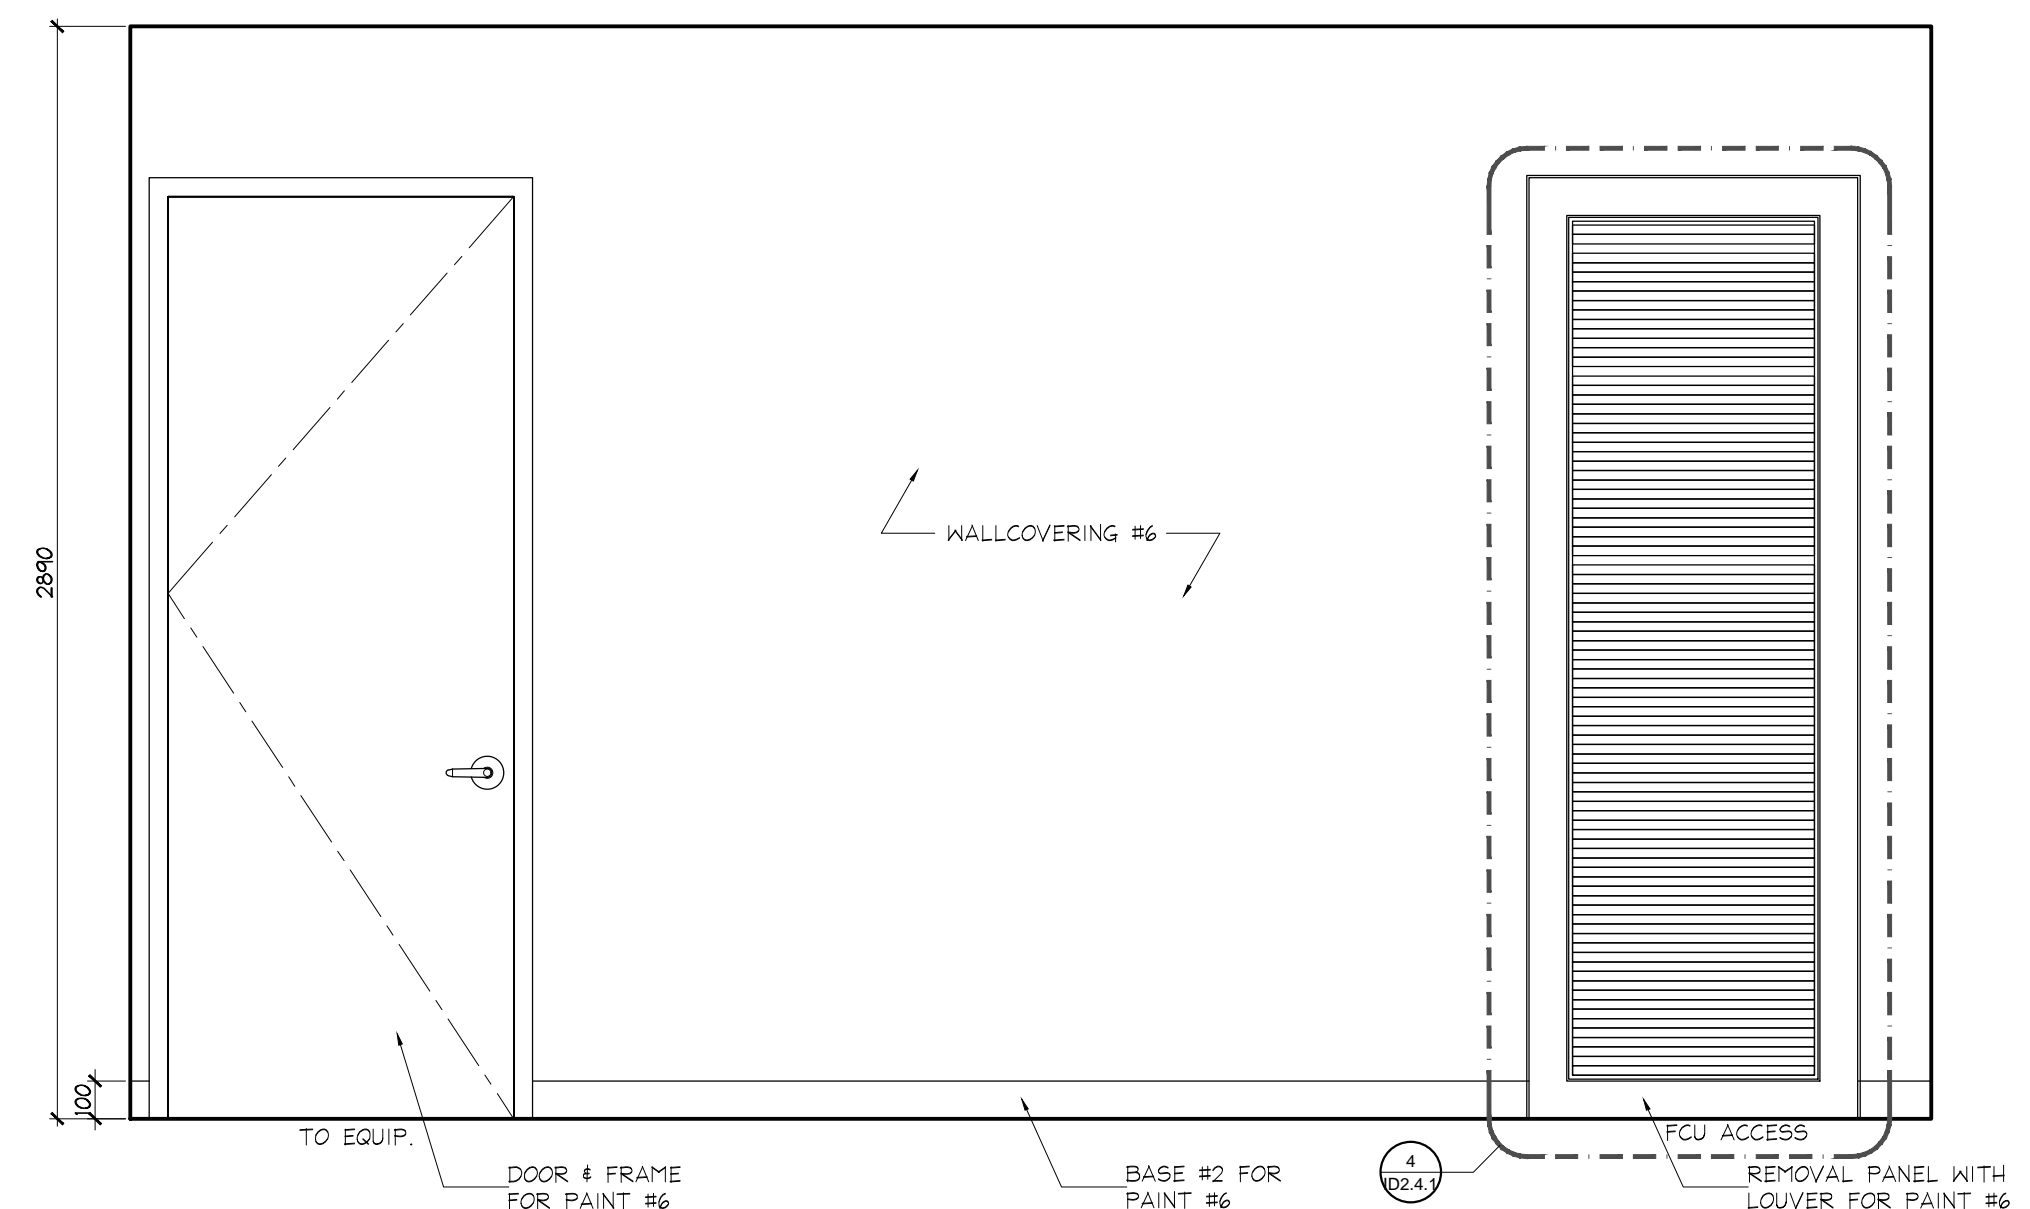 2890
WALLCOVERING #6
100
TO EQUIP.
DOOR & FRAME
FOR PAINT #6
BASE #2 FOR
PAINT #6
4
ID2.4.1
FCU ACCESS
REMOVAL PANEL WITH
LOUVER FOR PAINT #6